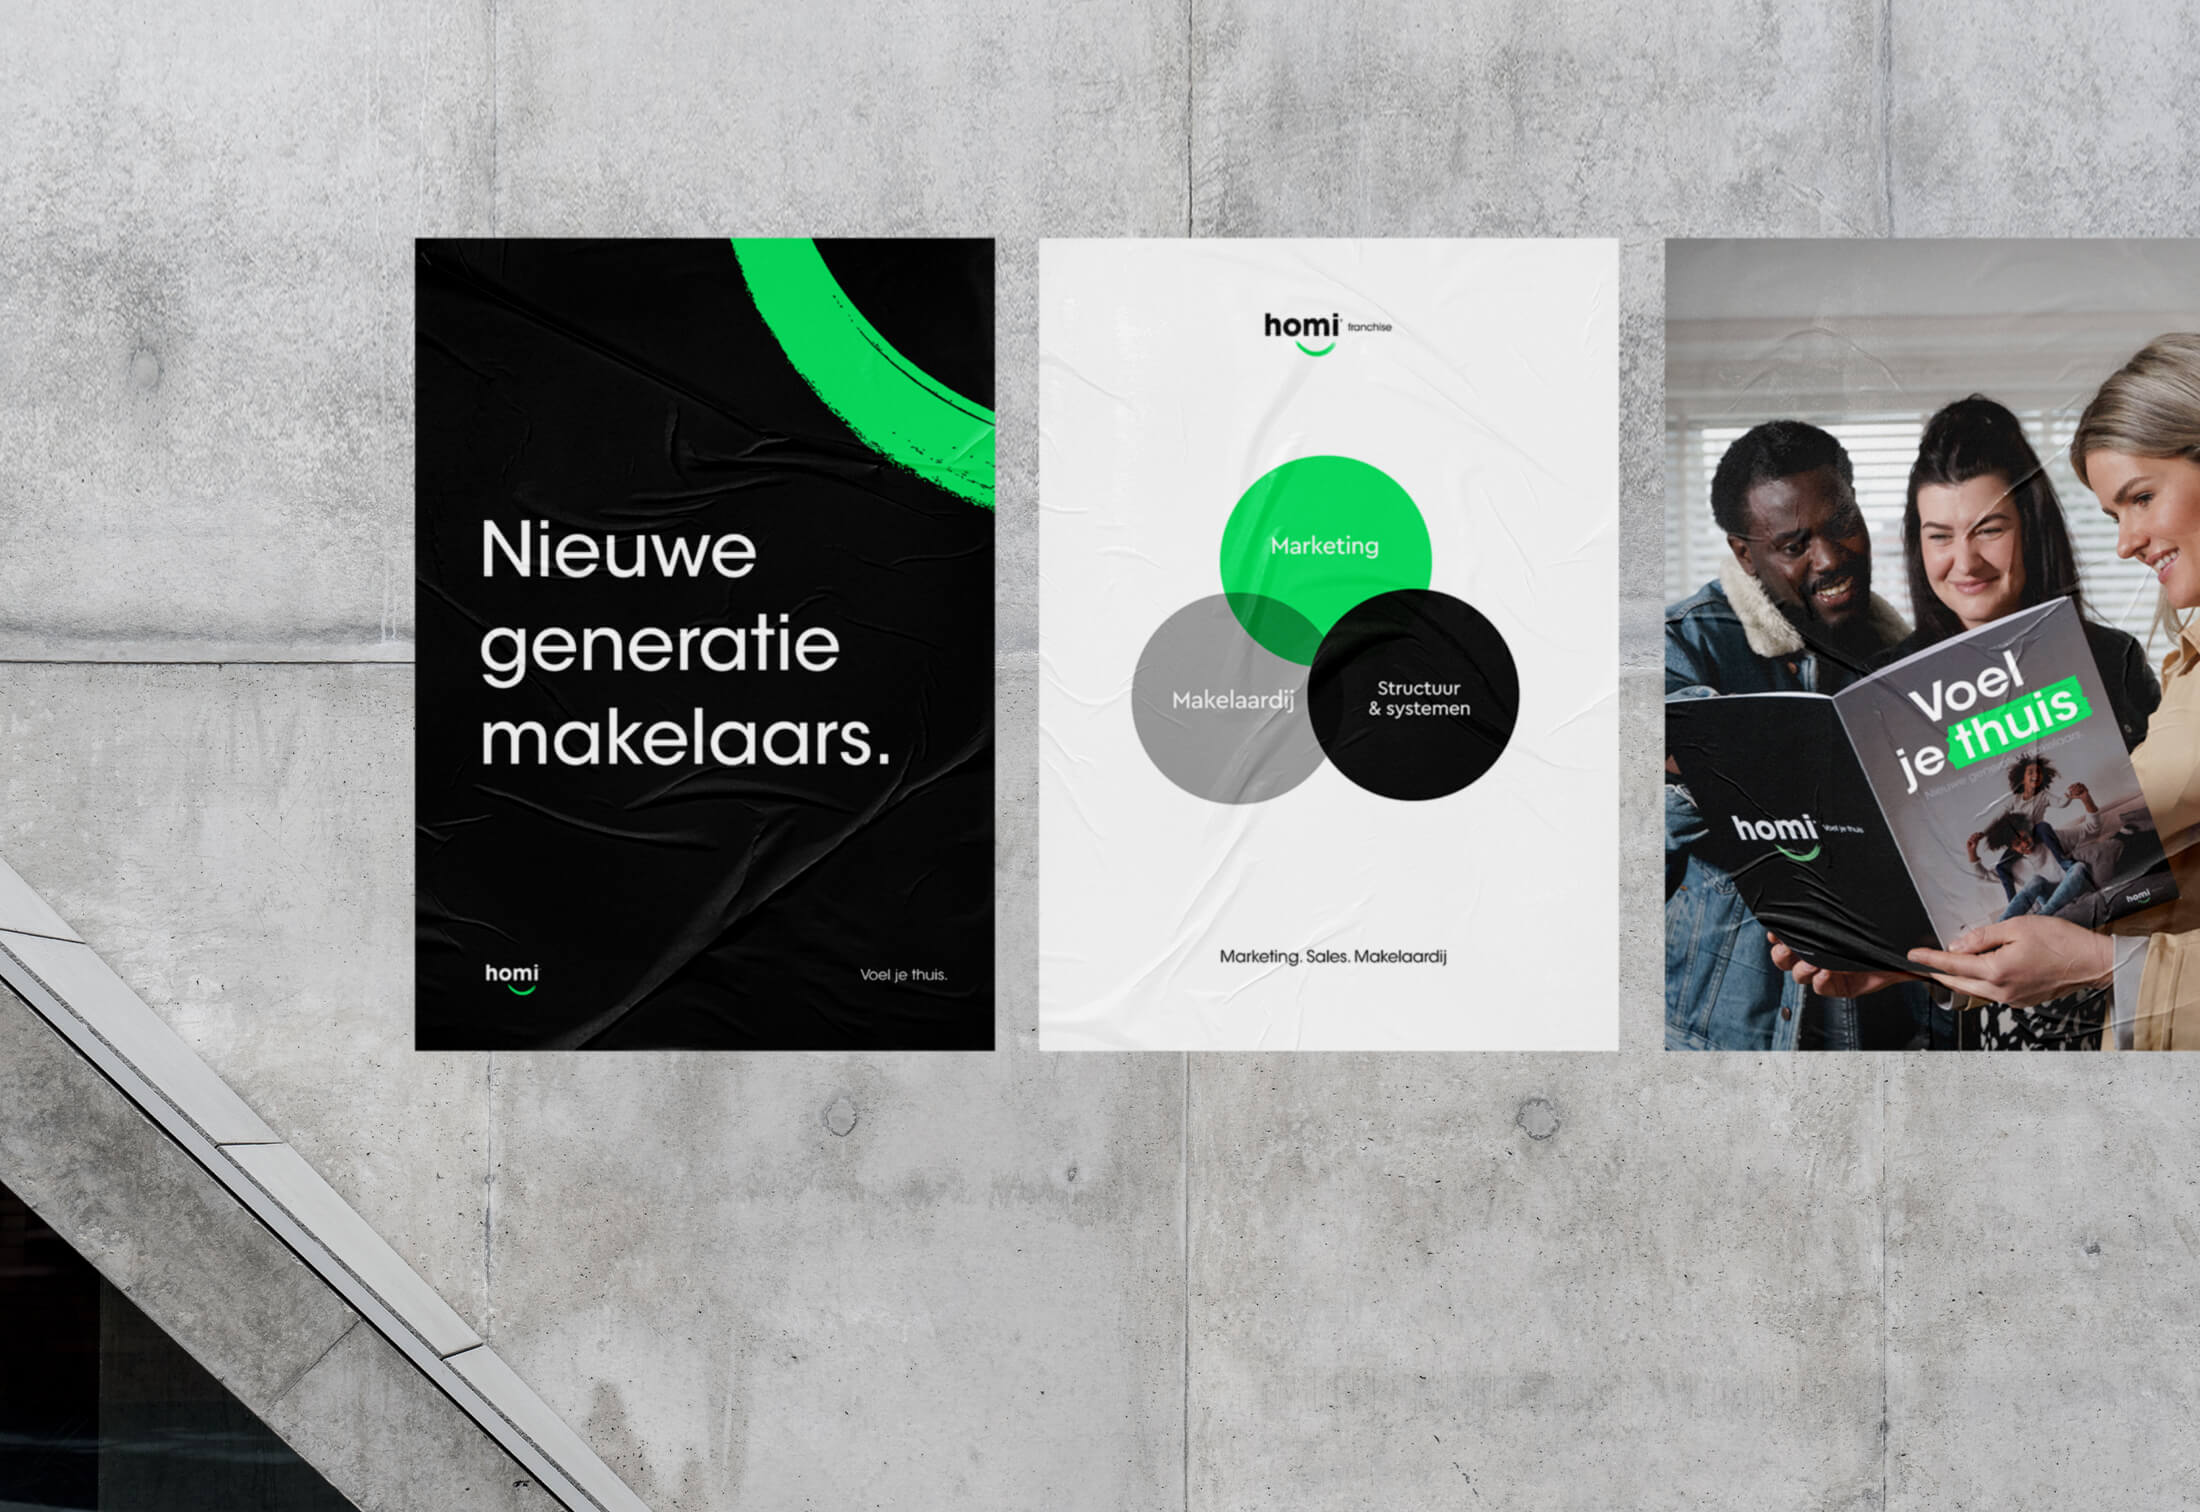 Nieuwe
generatie
makelaars.
homi
Voel je thuis.
homi franchise
Marketing
Makelaardij
Structuur
& systemen
Marketing. Sales. Makelaardij
Voel
je thuis
Nieuwe generatie makelaars.
homi Voel je thuis
homi